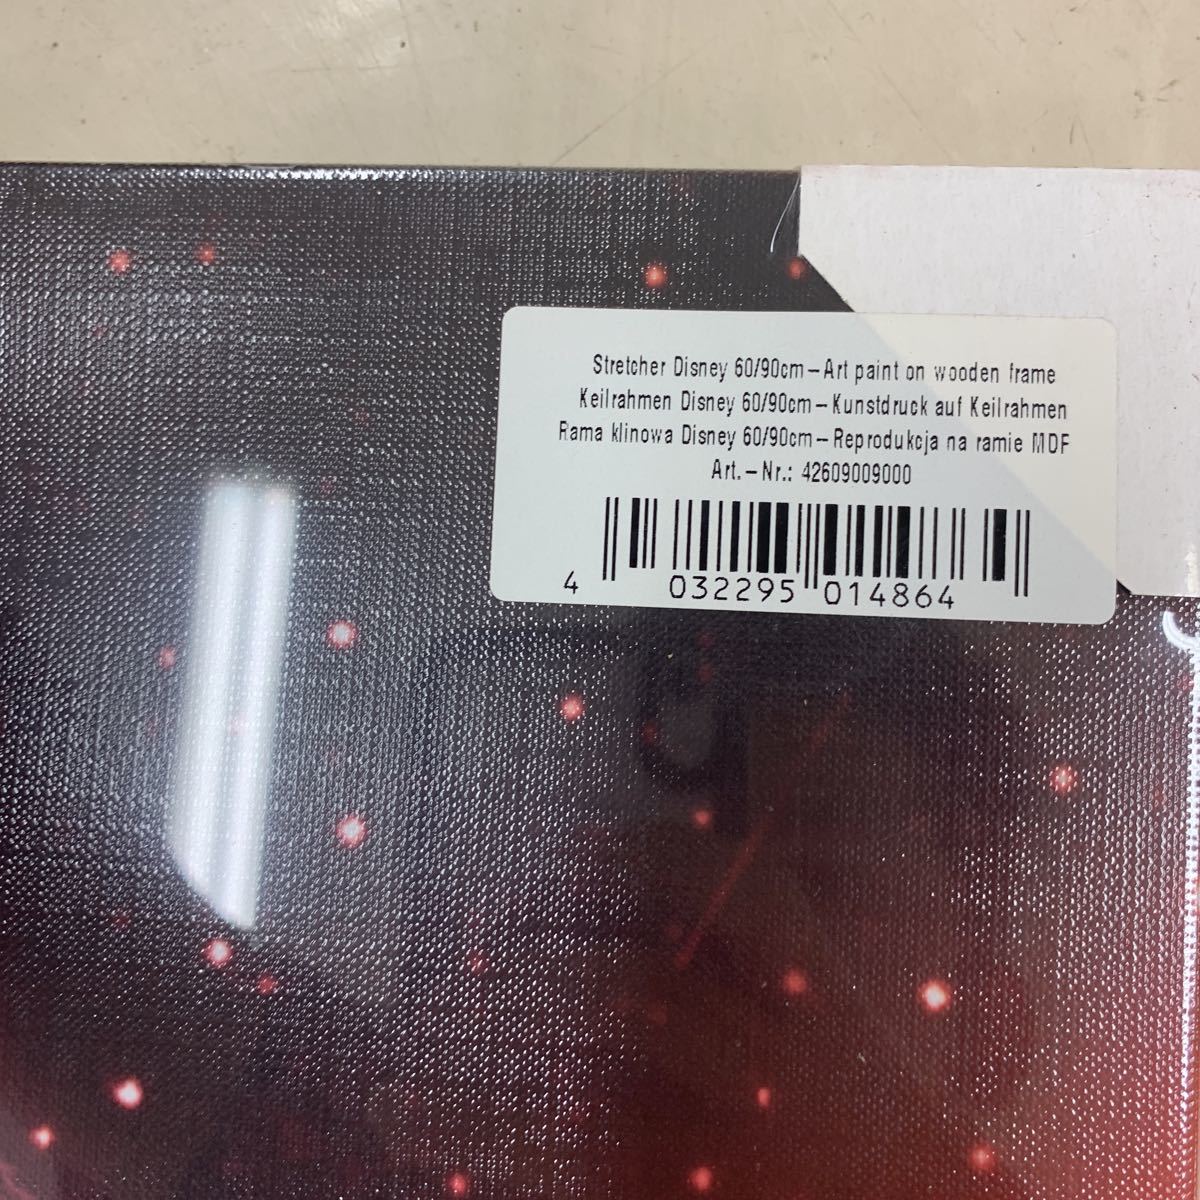 Stretcher Disney 60/90cm–Art paint on wooden frame
Keilrahmen Disney 60/90cm–Kunstdruck auf Keilrahmen
Rama klinowa Disney 60/90cm–Reprodukcja na ramie MDF
Art.–Nr.: 42609009000
4 032295 014864